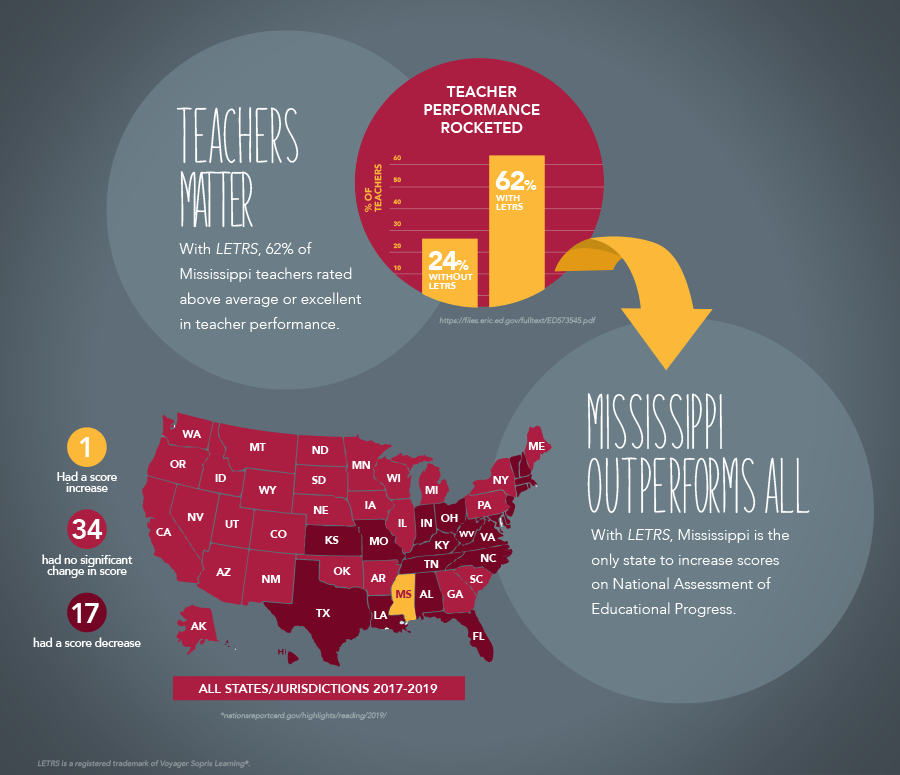 TEACHERS
MATTER
With LETRS, 62% of
Mississippi teachers rated
above average or excellent
in teacher performance.
TEACHER
PERFORMANCE
ROCKETED
% OF
TEACHERS
60
50
40
30
20
10
24%
WITHOUT
LETRS
62%
WITH
LETRS
https://files.eric.ed.gov/fulltext/ED573545.pdf
MISSISSIPPI
OUTPERFORMS ALL
With LETRS, Mississippi is the
only state to increase scores
on National Assessment of
Educational Progress.
1
Had a score
increase
34
had no significant
change in score
17
had a score decrease
WA
MT
ND
MN
ME
OR
ID
SD
WI
MI
NY
WY
IA
PA
NV
NE
IL
IN
OH
CA
UT
CO
KS
MO
WV
VA
KY
NC
AZ
NM
OK
AR
TN
SC
MS
AL
GA
TX
LA
AK
FL
HI
ALL STATES/JURISDICTIONS 2017-2019
*nationsreportcard.gov/highlights/reading/2019/
LETRS is a registered trademark of Voyager Sopris Learning®.